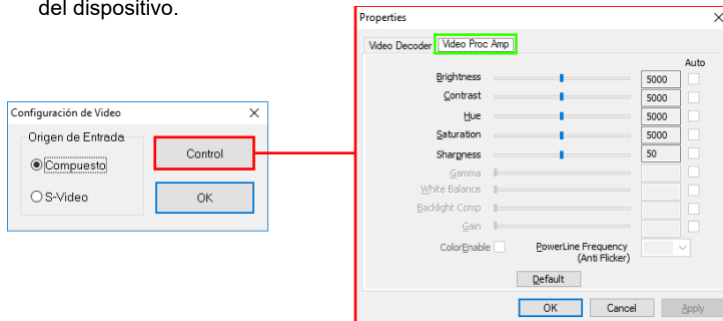 del dispositivo.
Configuración de Video
Origen de Entrada
Compuesto
S-Video
Control
OK
Properties
Video Decoder Video Proc Amp
Auto
Brightness 5000
Contrast 5000
Hue 5000
Saturation 5000
Sharpness 50
Gamma
White Balance
Backlight Comp
Gain
ColorEnable PowerLine Frequency
(Anti Flicker)
Default
OK Cancel Apply